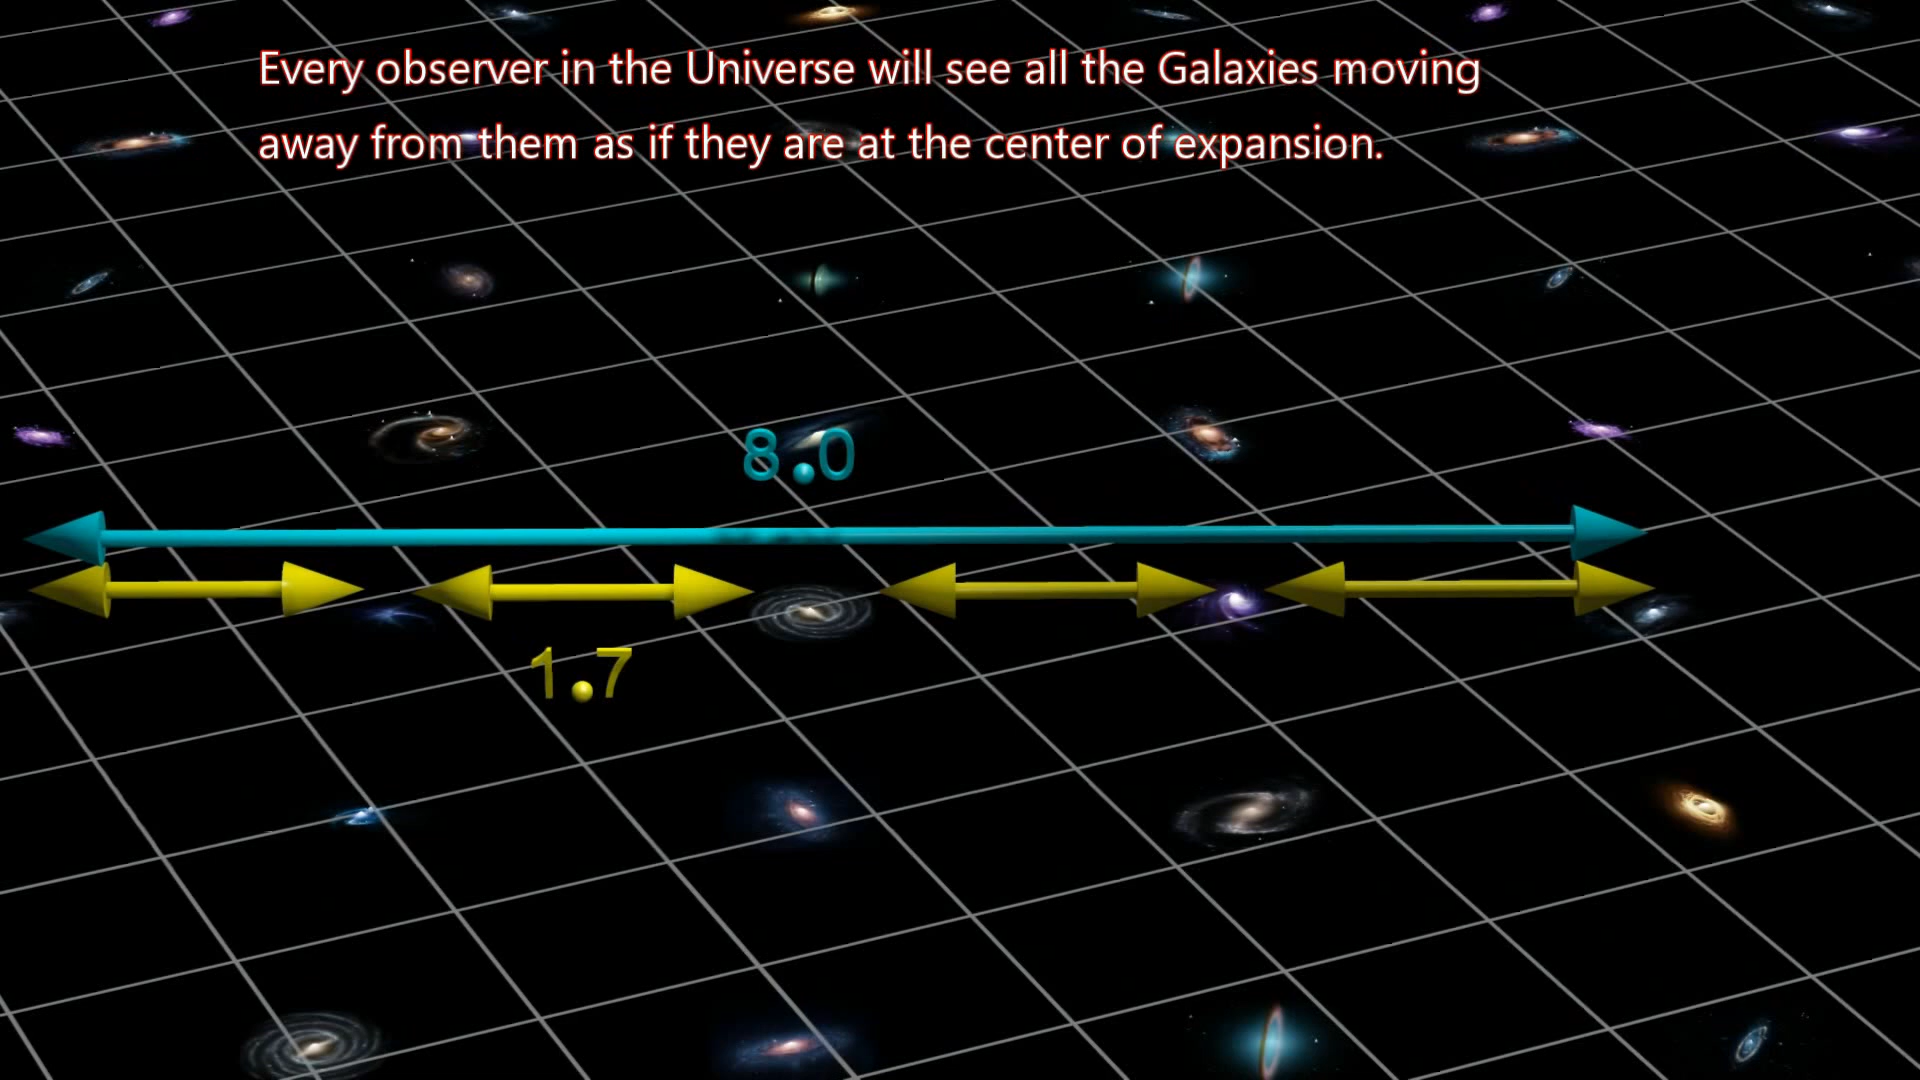 Every observer in the Universe will see all the Galaxies moving
away from them as if they are at the center of expansion.
8.0
1.7